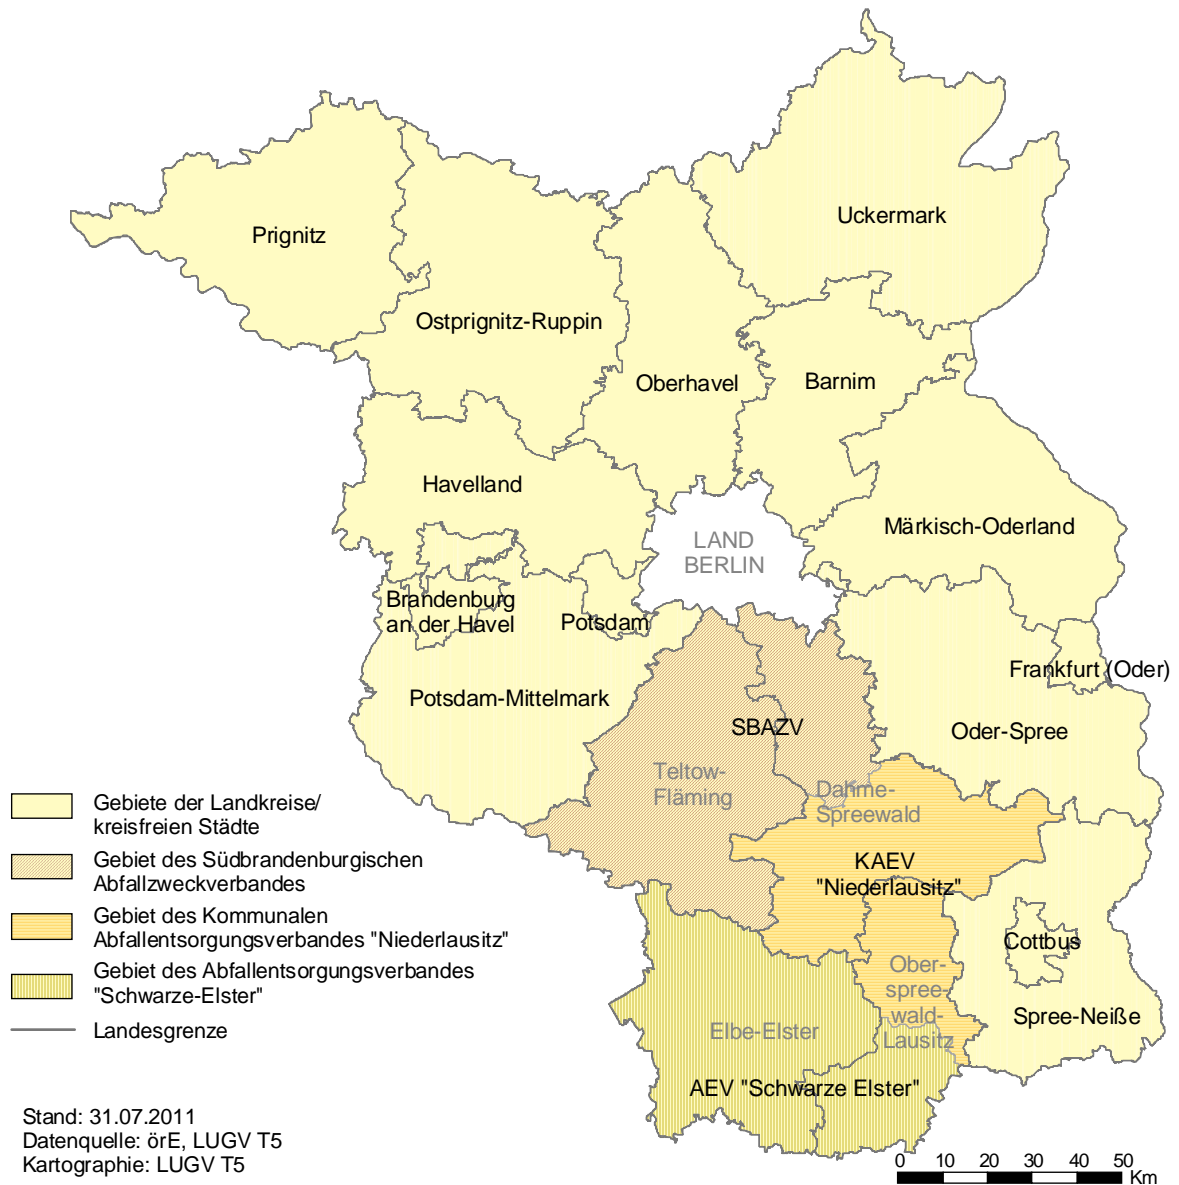 Uckermark
Prignitz
Ostprignitz-Ruppin
Oberhavel
Barnim
Havelland
Märkisch-Oderland
LAND
BERLIN
Brandenburg
an der Havel
Potsdam
Frankfurt (Oder)
Potsdam-Mittelmark
SBAZV
Oder-Spree
Teltow-
Fläming
Dahme-
Spreewald
KAEV
"Niederlausitz"
Cottbus
Ober-
spree-
wald-
Lausitz
Spree-Neiße
Elbe-Elster
AEV "Schwarze Elster"
Gebiete der Landkreise/
kreisfreien Städte
Gebiet des Südbrandenburgischen
Abfallzweckverbandes
Gebiet des Kommunalen
Abfallentsorgungsverbandes "Niederlausitz"
Gebiet des Abfallentsorgungsverbandes
"Schwarze-Elster"
Landesgrenze
Stand: 31.07.2011
Datenquelle: örE, LUGV T5
Kartographie: LUGV T5
0 10 20 30 40 50
Km